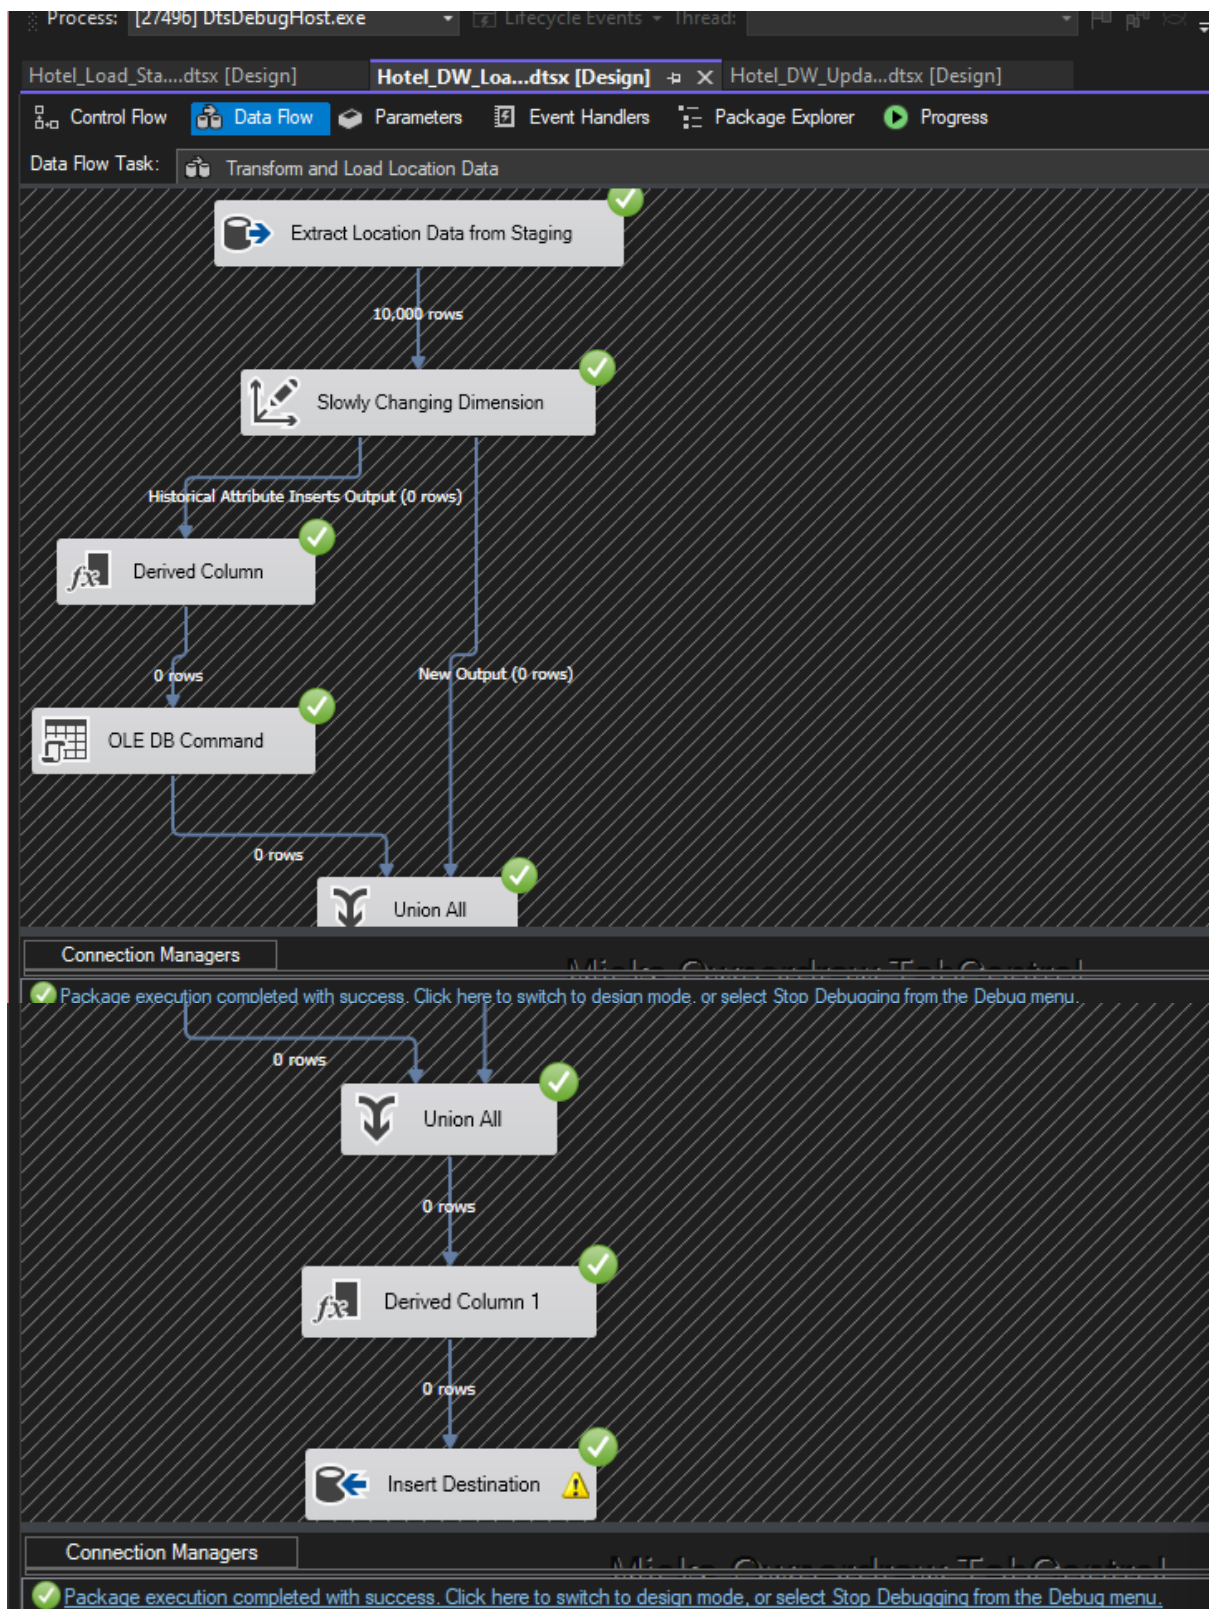 Process: [27496] DtsDebugHost.exe Lifecycle Events Thread:
Hotel_Load_Sta....dtsx [Design] Hotel_DW_Loa...dtsx [Design] Hotel_DW_Upda...dtsx [Design]
Control Flow Data Flow Parameters Event Handlers Package Explorer Progress
Data Flow Task: Transform and Load Location Data
Extract Location Data from Staging
10,000 rows
Slowly Changing Dimension
Historical Attribute Inserts Output (0 rows)
Derived Column
0 rows
New Output (0 rows)
OLE DB Command
0 rows
Union All
Connection Managers
Package execution completed with success. Click here to switch to design mode, or select Stop Debugging from the Debug menu.
0 rows
Union All
0 rows
Derived Column 1
0 rows
Insert Destination
Connection Managers
Package execution completed with success. Click here to switch to design mode, or select Stop Debugging from the Debug menu.